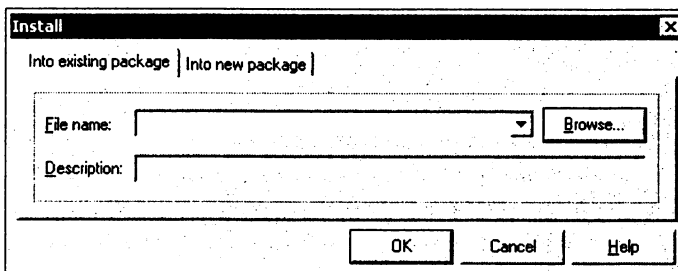 Install
Into existing package Into new package
File name: Browse...
Description:
OK Cancel Help